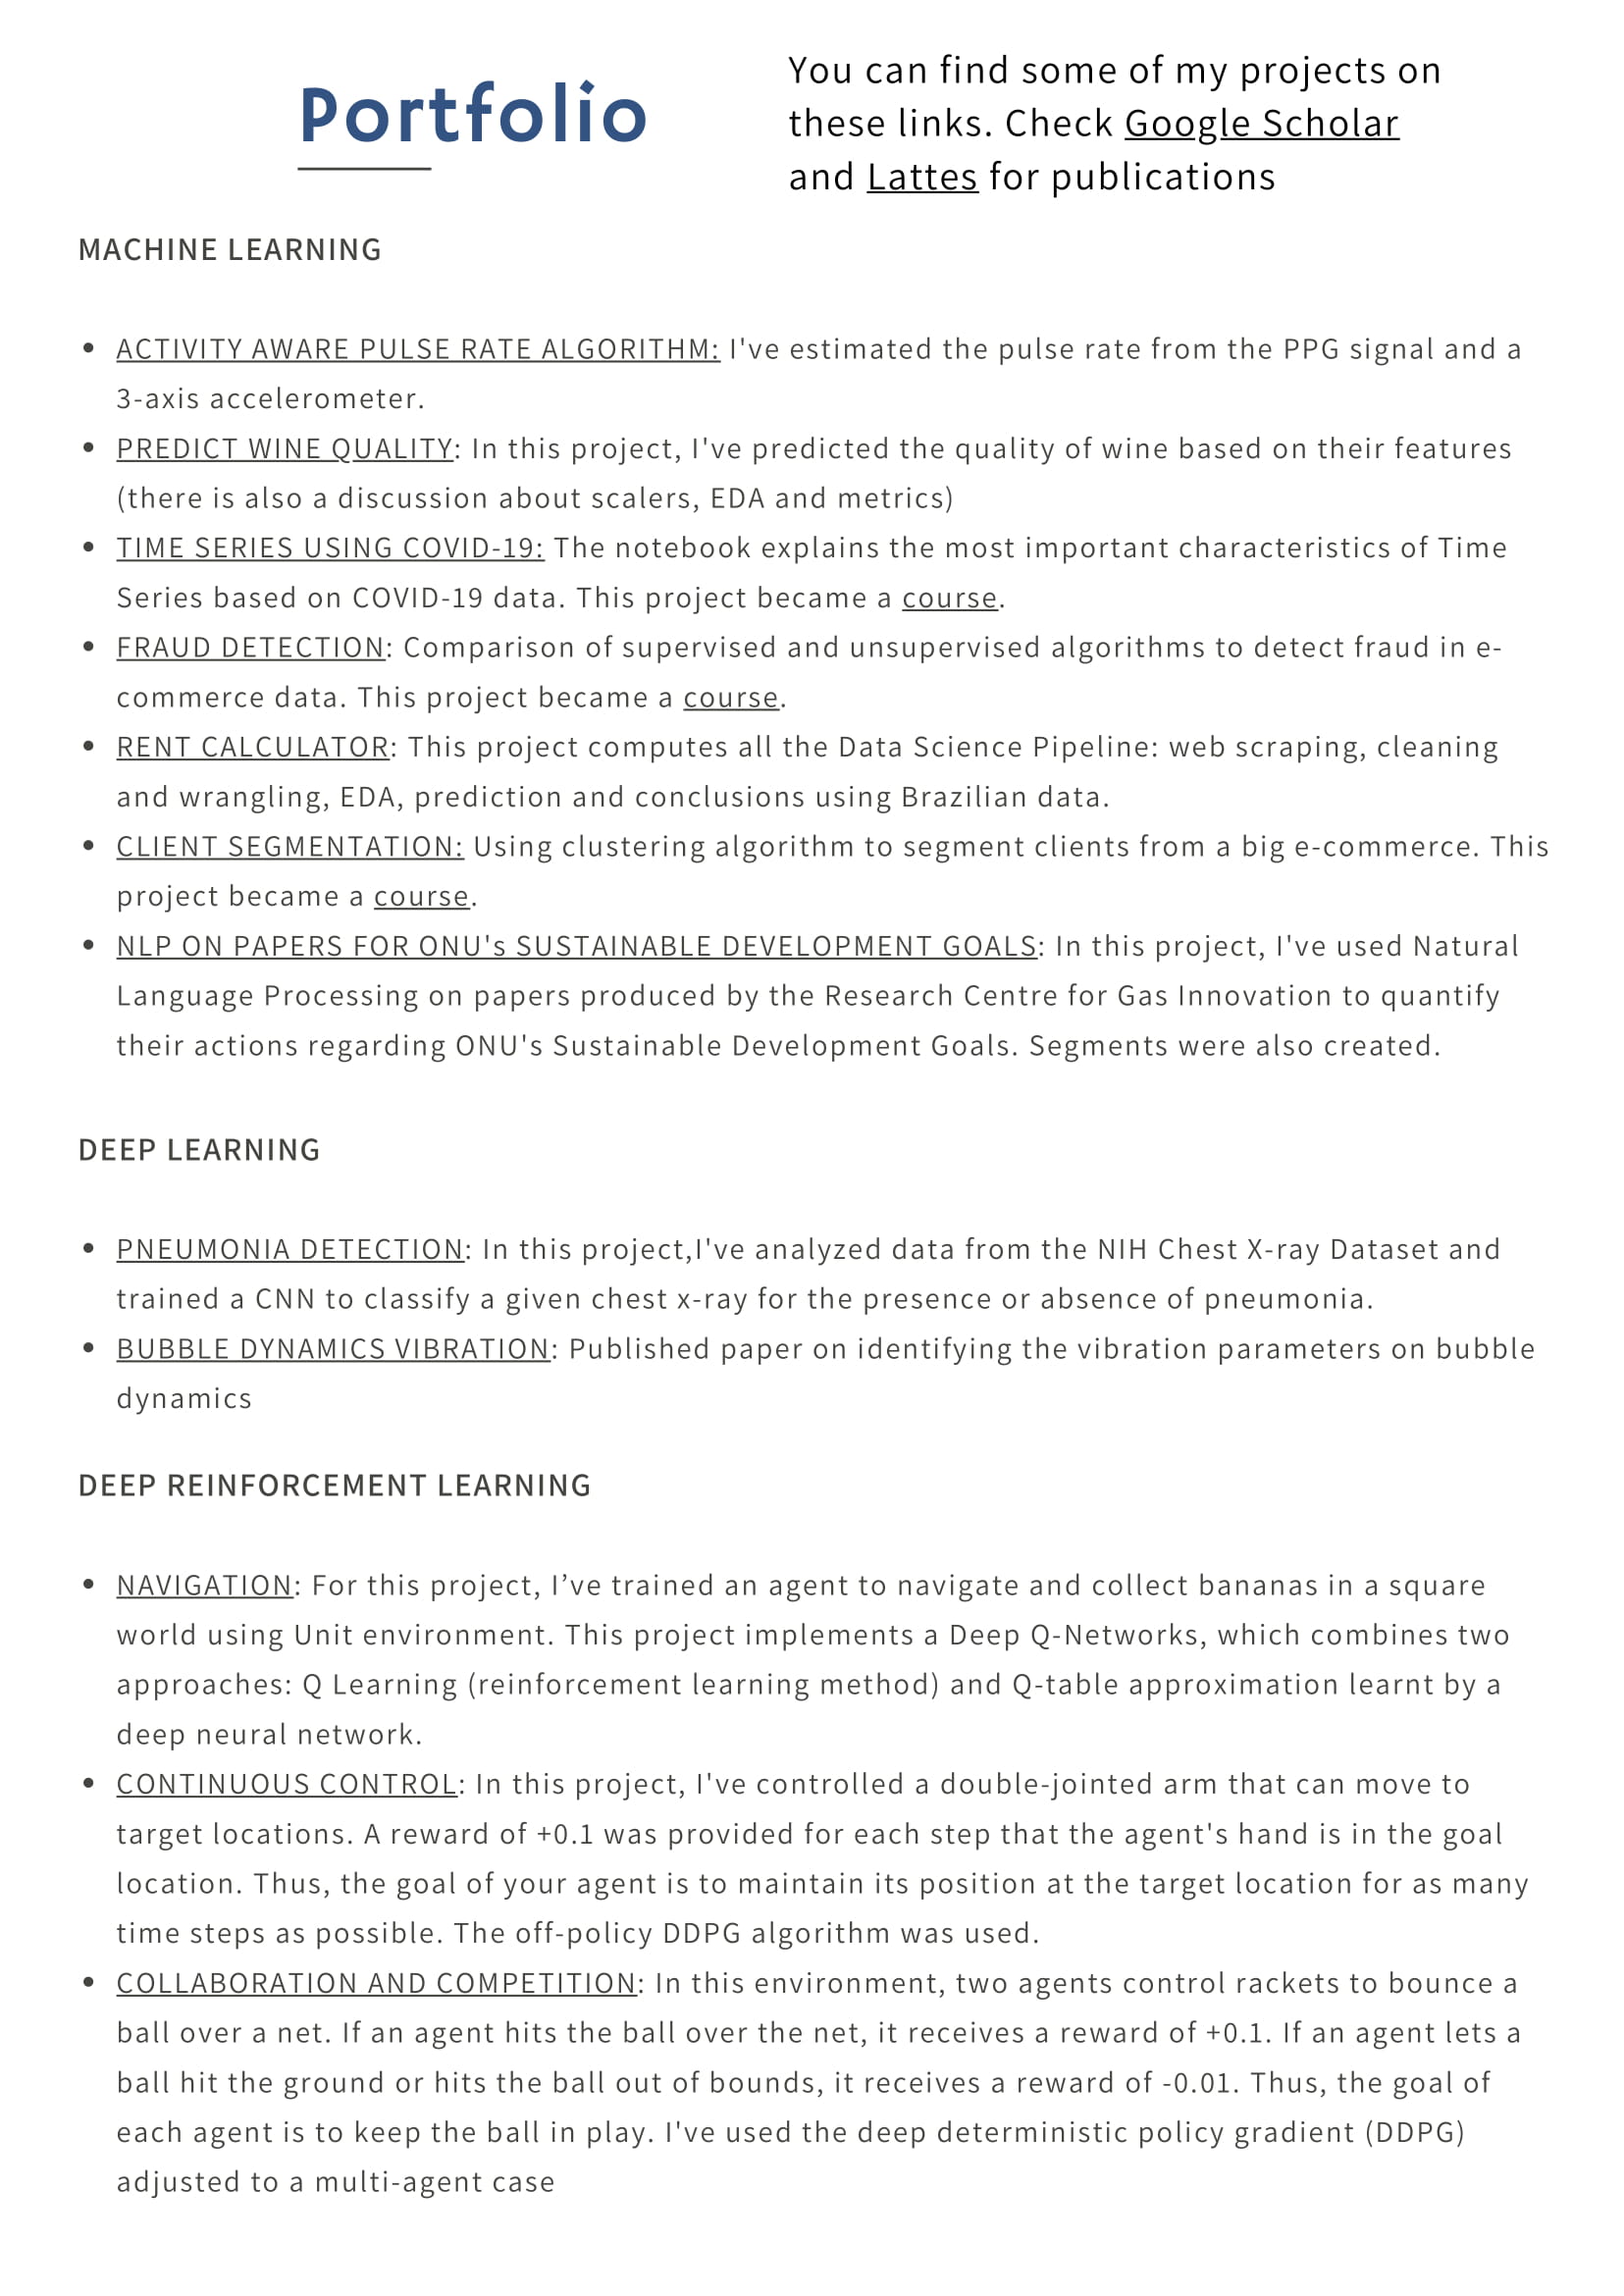 Portfolio
You can find some of my projects on
these links. Check Google Scholar
and Lattes for publications
MACHINE LEARNING
• ACTIVITY AWARE PULSE RATE ALGORITHM: I've estimated the pulse rate from the PPG signal and a
3-axis accelerometer.
• PREDICT WINE QUALITY: In this project, I've predicted the quality of wine based on their features
(there is also a discussion about scalers, EDA and metrics)
• TIME SERIES USING COVID-19: The notebook explains the most important characteristics of Time
Series based on COVID-19 data. This project became a course.
• FRAUD DETECTION: Comparison of supervised and unsupervised algorithms to detect fraud in e-
commerce data. This project became a course.
• RENT CALCULATOR: This project computes all the Data Science Pipeline: web scraping, cleaning
and wrangling, EDA, prediction and conclusions using Brazilian data.
• CLIENT SEGMENTATION: Using clustering algorithm to segment clients from a big e-commerce. This
project became a course.
• NLP ON PAPERS FOR ONU's SUSTAINABLE DEVELOPMENT GOALS: In this project, I've used Natural
Language Processing on papers produced by the Research Centre for Gas Innovation to quantify
their actions regarding ONU's Sustainable Development Goals. Segments were also created.
DEEP LEARNING
• PNEUMONIA DETECTION: In this project,I've analyzed data from the NIH Chest X-ray Dataset and
trained a CNN to classify a given chest x-ray for the presence or absence of pneumonia.
• BUBBLE DYNAMICS VIBRATION: Published paper on identifying the vibration parameters on bubble
dynamics
DEEP REINFORCEMENT LEARNING
• NAVIGATION: For this project, I’ve trained an agent to navigate and collect bananas in a square
world using Unit environment. This project implements a Deep Q-Networks, which combines two
approaches: Q Learning (reinforcement learning method) and Q-table approximation learnt by a
deep neural network.
• CONTINUOUS CONTROL: In this project, I've controlled a double-jointed arm that can move to
target locations. A reward of +0.1 was provided for each step that the agent's hand is in the goal
location. Thus, the goal of your agent is to maintain its position at the target location for as many
time steps as possible. The off-policy DDPG algorithm was used.
• COLLABORATION AND COMPETITION: In this environment, two agents control rackets to bounce a
ball over a net. If an agent hits the ball over the net, it receives a reward of +0.1. If an agent lets a
ball hit the ground or hits the ball out of bounds, it receives a reward of -0.01. Thus, the goal of
each agent is to keep the ball in play. I've used the deep deterministic policy gradient (DDPG)
adjusted to a multi-agent case